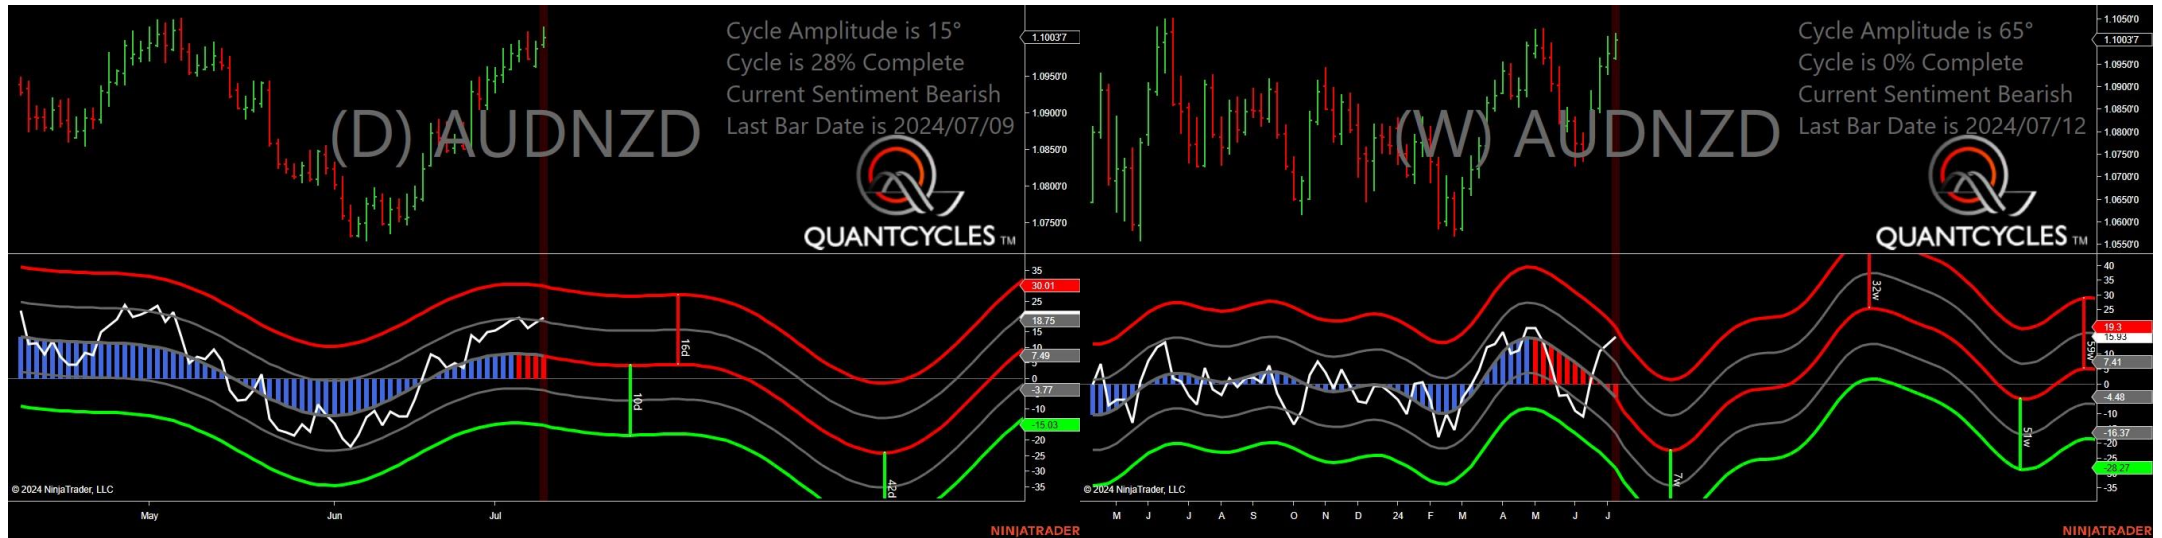 Cycle Amplitude is 15°
Cycle is 28% Complete
Current Sentiment Bearish
Last Bar Date is 2024/07/09
(D) AUDNZD
QUANTCYCLES TM
1.1003'7
1.0950'0
1.0900'0
1.0850'0
1.0800'0
1.0750'0
35
30.01
25
18.75
15
10
7.49
5
0
-3.77
-10
-15.03
-20
-25
-30
-35
16d
10d
42d
© 2024 NinjaTrader, LLC
May
Jun
Jul
NINJATRADER
Cycle Amplitude is 65°
Cycle is 0% Complete
Current Sentiment Bearish
Last Bar Date is 2024/07/12
(W) AUDNZD
QUANTCYCLES TM
1.1050'0
1.1003'7
1.0950'0
1.0900'0
1.0850'0
1.0800'0
1.0750'0
1.0700'0
1.0650'0
1.0600'0
1.0550'0
40
35
30
25
19.3
15.93
10
7.41
5
0
-4.48
-10
-16.37
-20
-25
-28.27
-35
32w
59w
51w
7w
© 2024 NinjaTrader, LLC
M
J
J
A
S
O
N
D
24
F
M
A
M
J
J
NINJATRADER